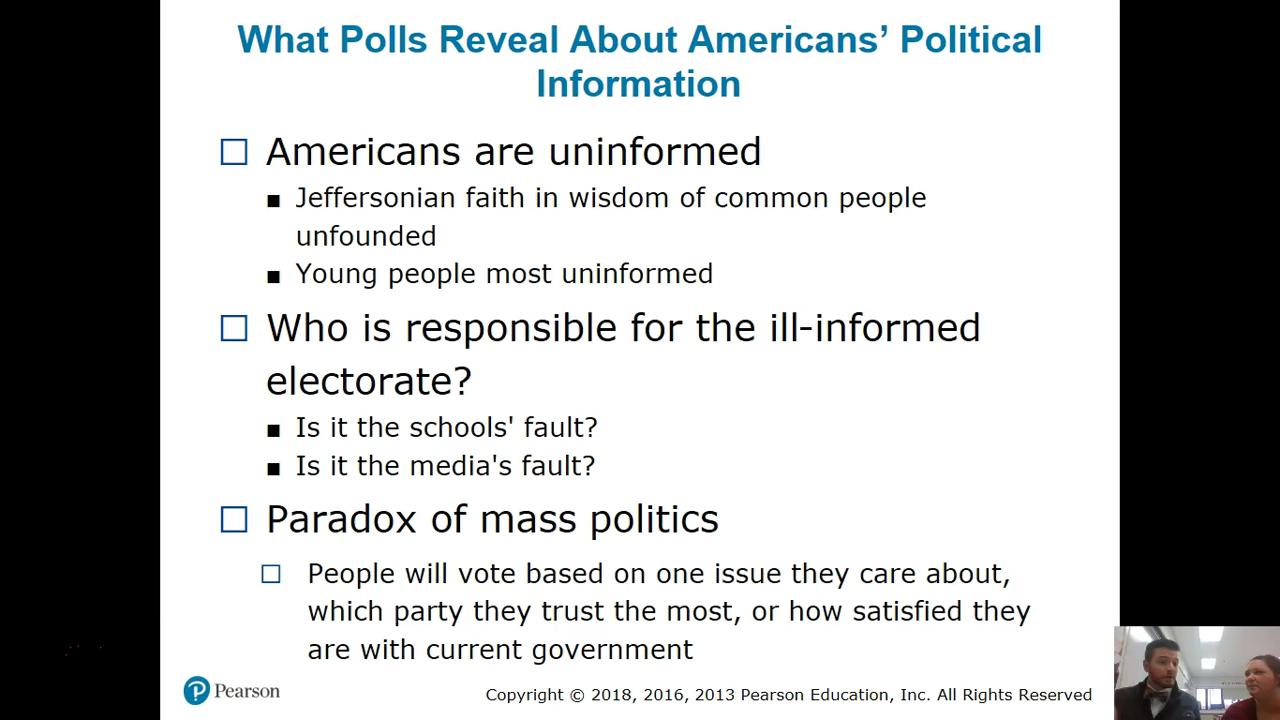 What Polls Reveal About Americans’ Political
Information
Americans are uninformed
Jeffersonian faith in wisdom of common people
unfounded
Young people most uninformed
Who is responsible for the ill-informed
electorate?
Is it the schools' fault?
Is it the media's fault?
Paradox of mass politics
People will vote based on one issue they care about,
which party they trust the most, or how satisfied they
are with current government
P Pearson
Copyright © 2018, 2016, 2013 Pearson Education, Inc. All Rights Reserved